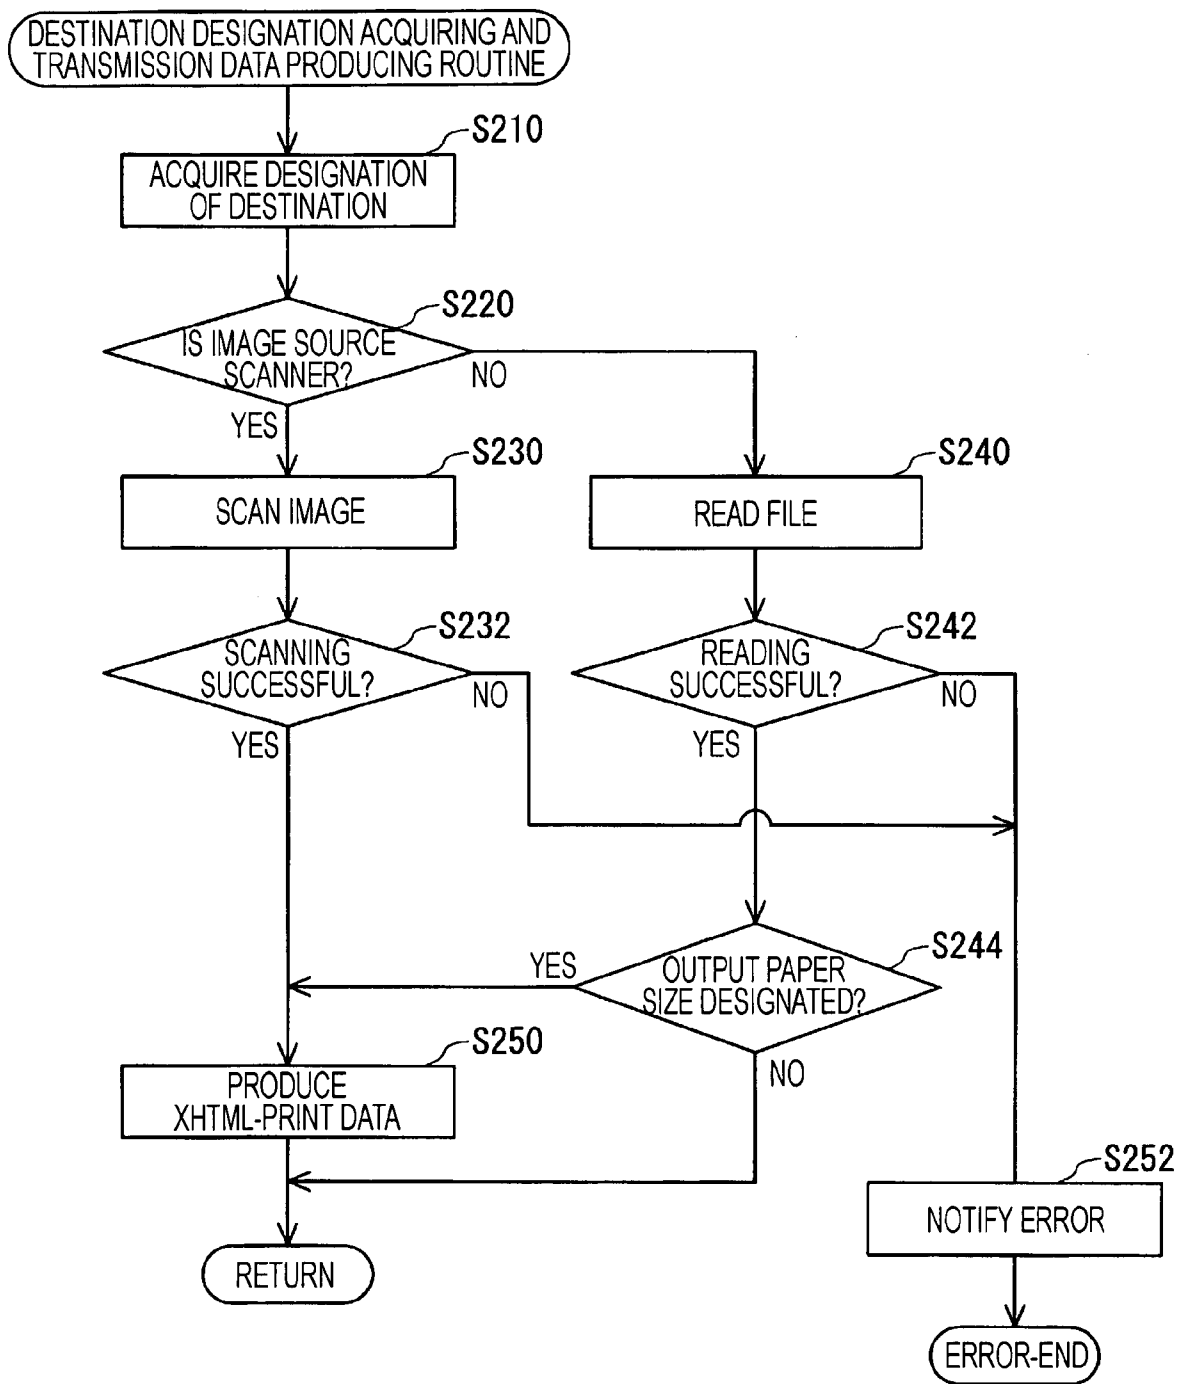 DESTINATION DESIGNATION ACQUIRING AND
TRANSMISSION DATA PRODUCING ROUTINE
S210
ACQUIRE DESIGNATION
OF DESTINATION
S220
IS IMAGE SOURCE
SCANNER?
NO
YES
S230
SCAN IMAGE
S240
READ FILE
S232
SCANNING
SUCCESSFUL?
NO
YES
S242
READING
SUCCESSFUL?
NO
YES
S244
OUTPUT PAPER
SIZE DESIGNATED?
YES
NO
S250
PRODUCE
XHTML-PRINT DATA
S252
NOTIFY ERROR
RETURN
ERROR-END